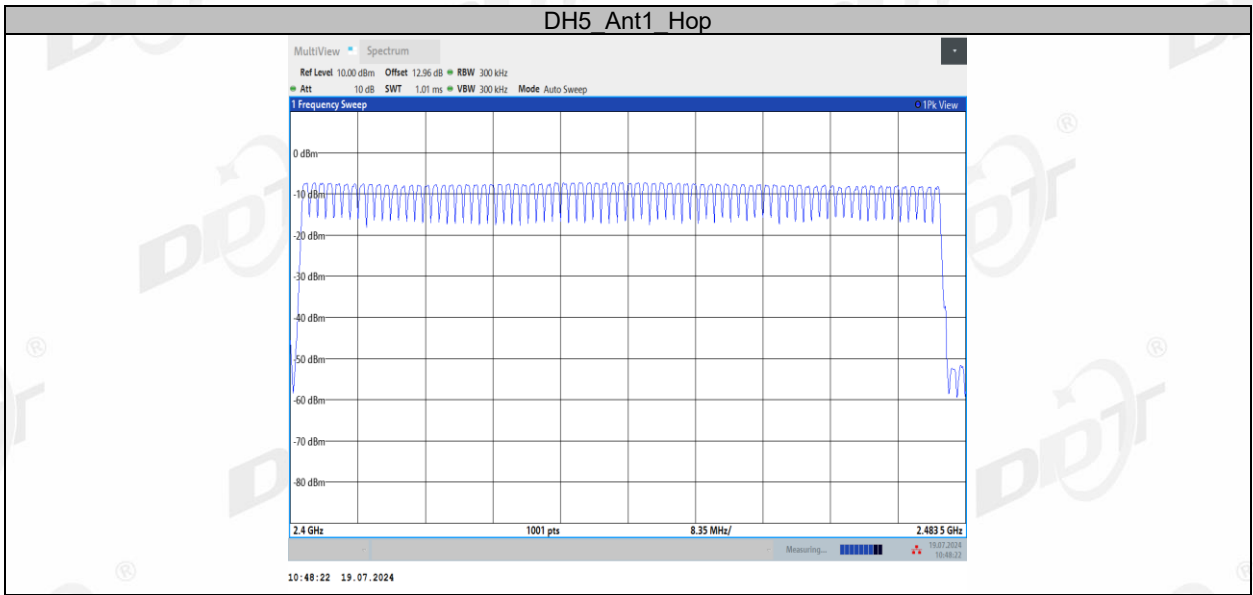 DH5_Ant1_Hop
MultiView Spectrum
Ref Level 10.00 dBm Offset 12.96 dB RBW 300 kHz
Att 10 dB SWT 1.01 ms VBW 300 kHz Mode Auto Sweep
1 Frequency Sweep 1Pk View
0 dBm
-10 dBm
-20 dBm
-30 dBm
-40 dBm
-50 dBm
-60 dBm
-70 dBm
-80 dBm
2.4 GHz 1001 pts 8.35 MHz/ 2.483 5 GHz
Measuring... 19.07.2024
10:48:22
10:48:22 19.07.2024
DDT
®